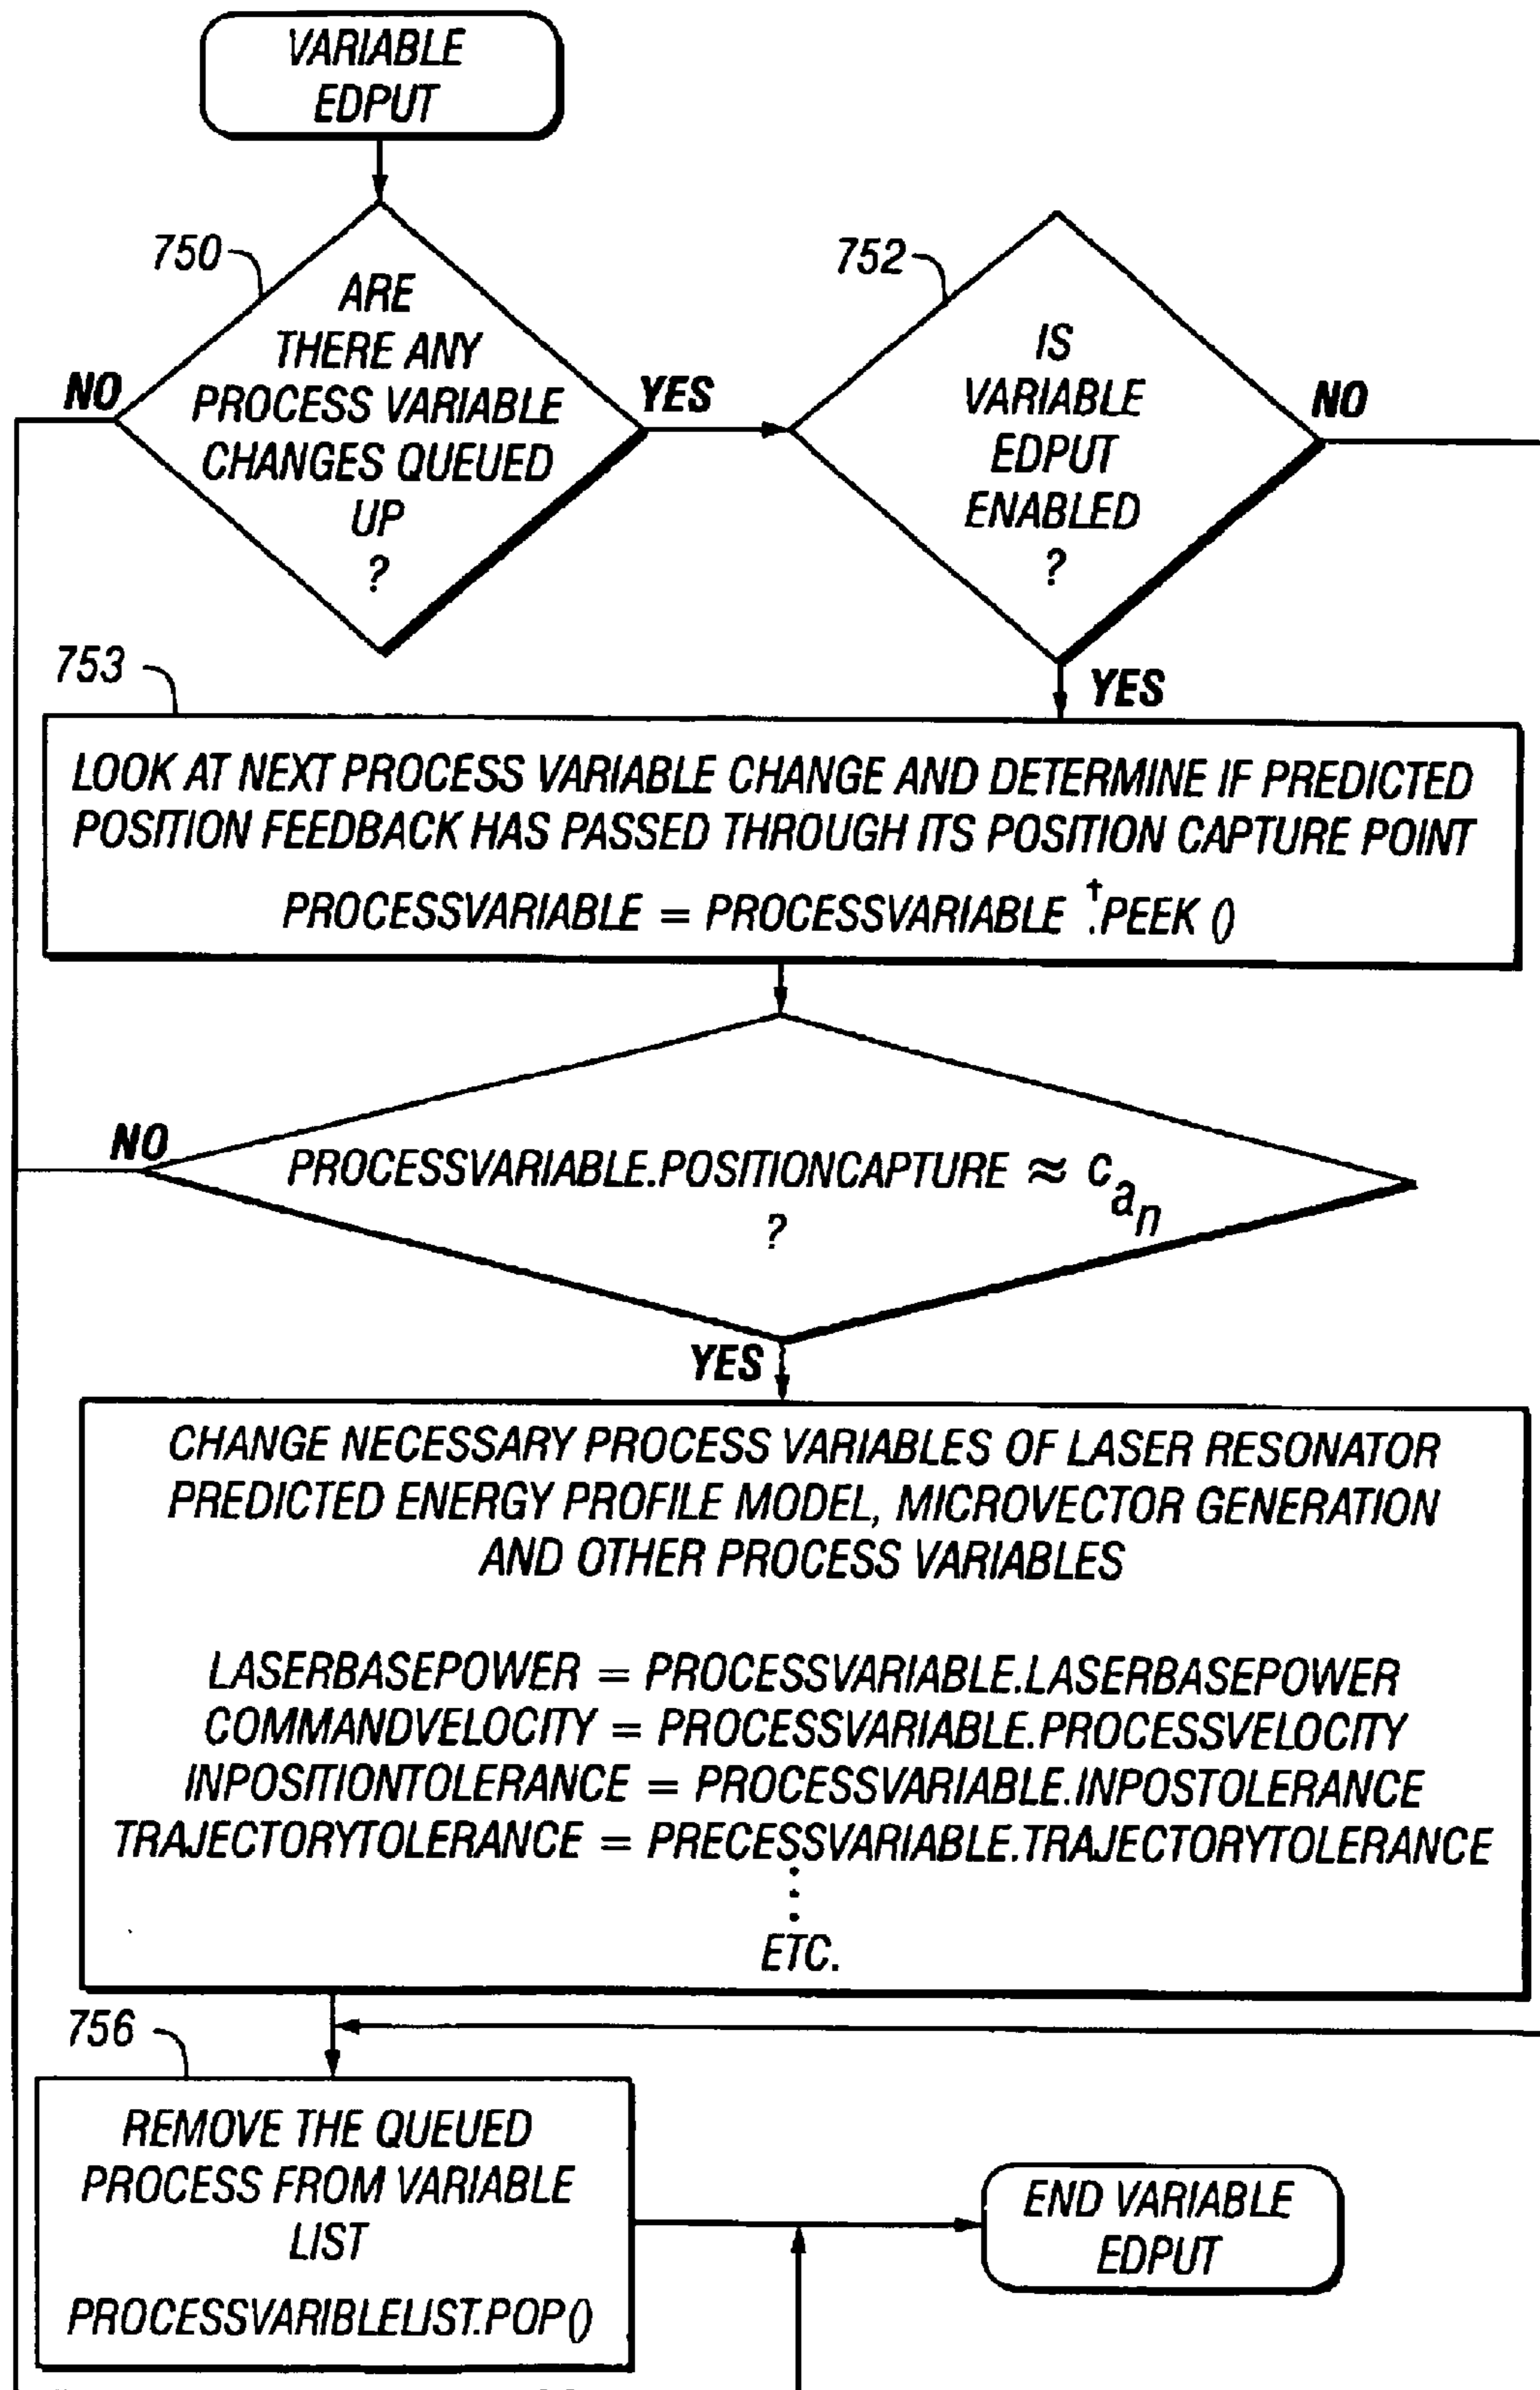 VARIABLE
EDPUT
750
ARE
THERE ANY
PROCESS VARIABLE
CHANGES QUEUED
UP
?
NO
YES
752
IS
VARIABLE
EDPUT
ENABLED
?
NO
YES
753
LOOK AT NEXT PROCESS VARIABLE CHANGE AND DETERMINE IF PREDICTED
POSITION FEEDBACK HAS PASSED THROUGH ITS POSITION CAPTURE POINT
PROCESSVARIABLE = PROCESSVARIABLE †.PEEK ()
NO
PROCESSVARIABLE.POSITIONCAPTURE ≈ c_a_n
?
YES
CHANGE NECESSARY PROCESS VARIABLES OF LASER RESONATOR
PREDICTED ENERGY PROFILE MODEL, MICROVECTOR GENERATION
AND OTHER PROCESS VARIABLES
LASERBASEPOWER = PROCESSVARIABLE.LASERBASEPOWER
COMMANDVELOCITY = PROCESSVARIABLE.PROCESSVELOCITY
INPOSITIONTOLERANCE = PROCESSVARIABLE.INPOSTOLERANCE
TRAJECTORYTOLERANCE = PRECESSVARIABLE.TRAJECTORYTOLERANCE
⋮
ETC.
756
REMOVE THE QUEUED
PROCESS FROM VARIABLE
LIST
PROCESSVARIBLELIST.POP()
END VARIABLE
EDPUT